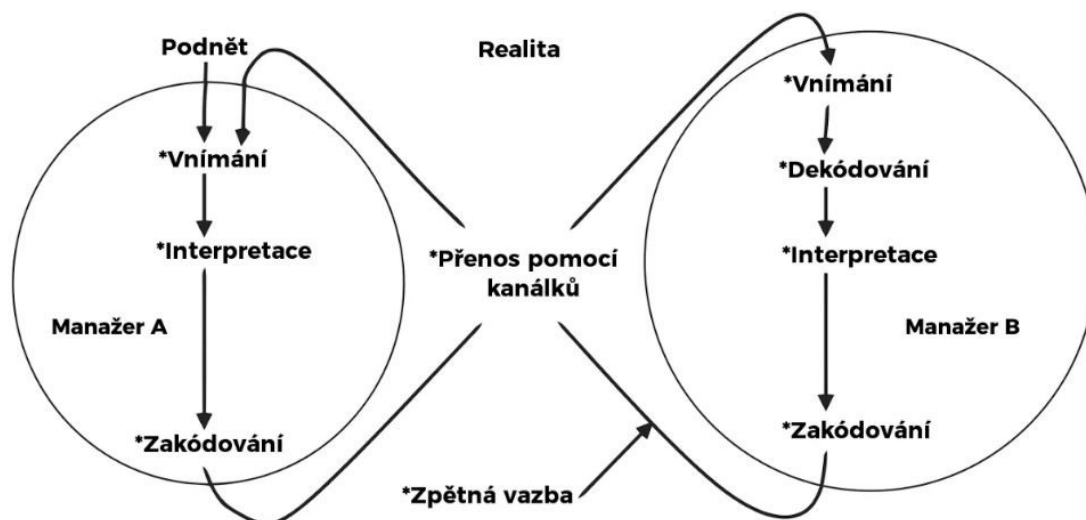 Podnět
*Vnímání
*Interpretace
Manažer A
*Zakódování
Realita
*Přenos pomocí
kanálků
*Zpětná vazba
*Vnímání
*Dekódování
*Interpretace
Manažer B
*Zakódování